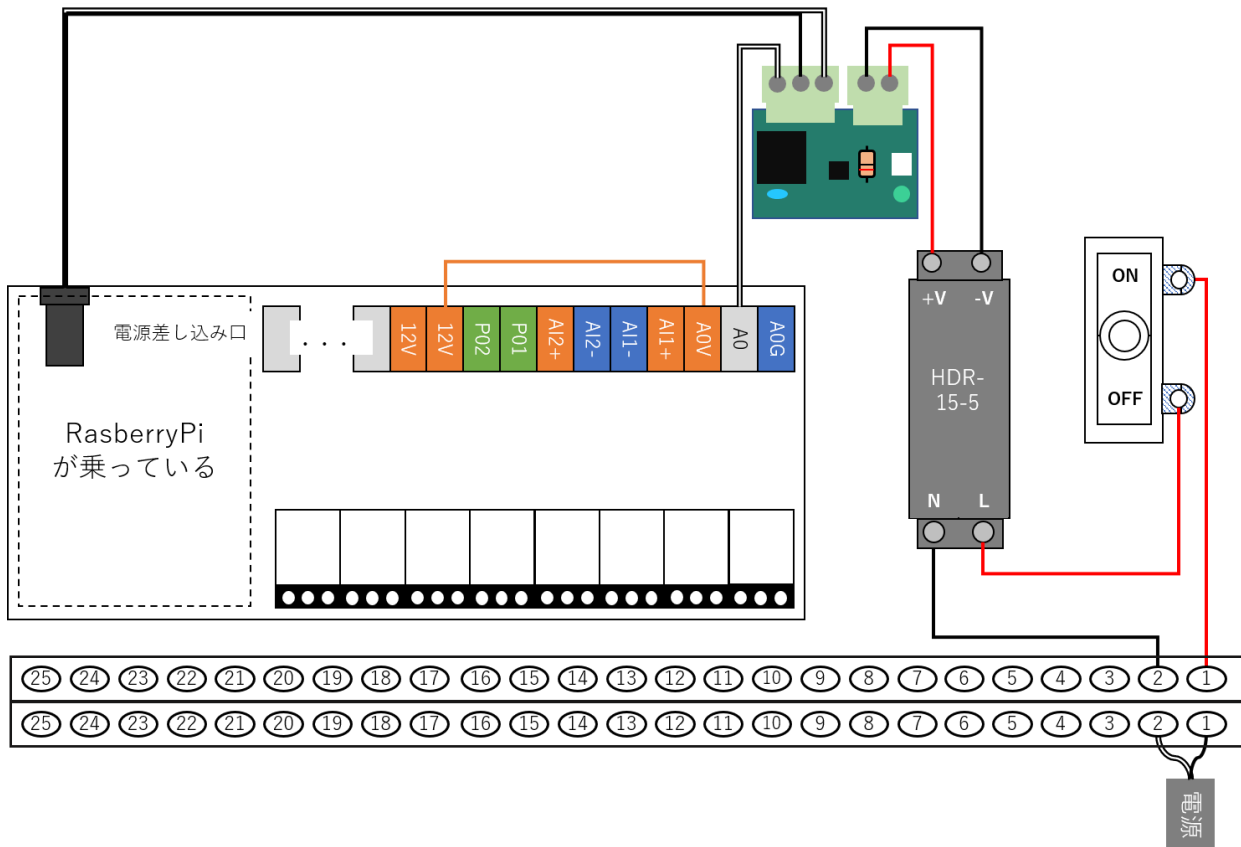 電源差し込み口
RasberryPi
が乗っている
...
12V
12V
P02
P01
AI2+
AI2-
AI1-
AI1+
A0V
A0
A0G
+V
-V
HDR-
15-5
N
L
ON
OFF
25 24 23 22 21 20 19 18 17 16 15 14 13 12 11 10 9 8 7 6 5 4 3 2 1
25 24 23 22 21 20 19 18 17 16 15 14 13 12 11 10 9 8 7 6 5 4 3 2 1
電源